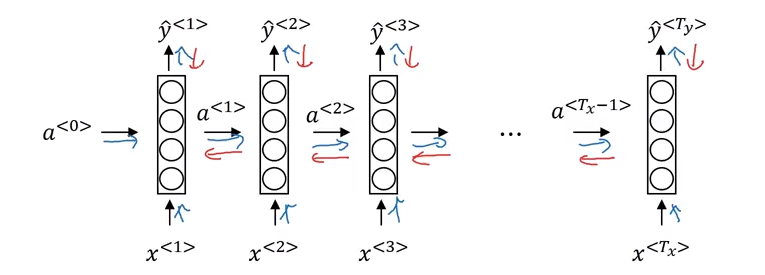 ŷ<1> ŷ<2> ŷ<3> ŷ<Ty>
a<0> a<1> a<2> ... a<Tx−1>
x<1> x<2> x<3> x<Tx>